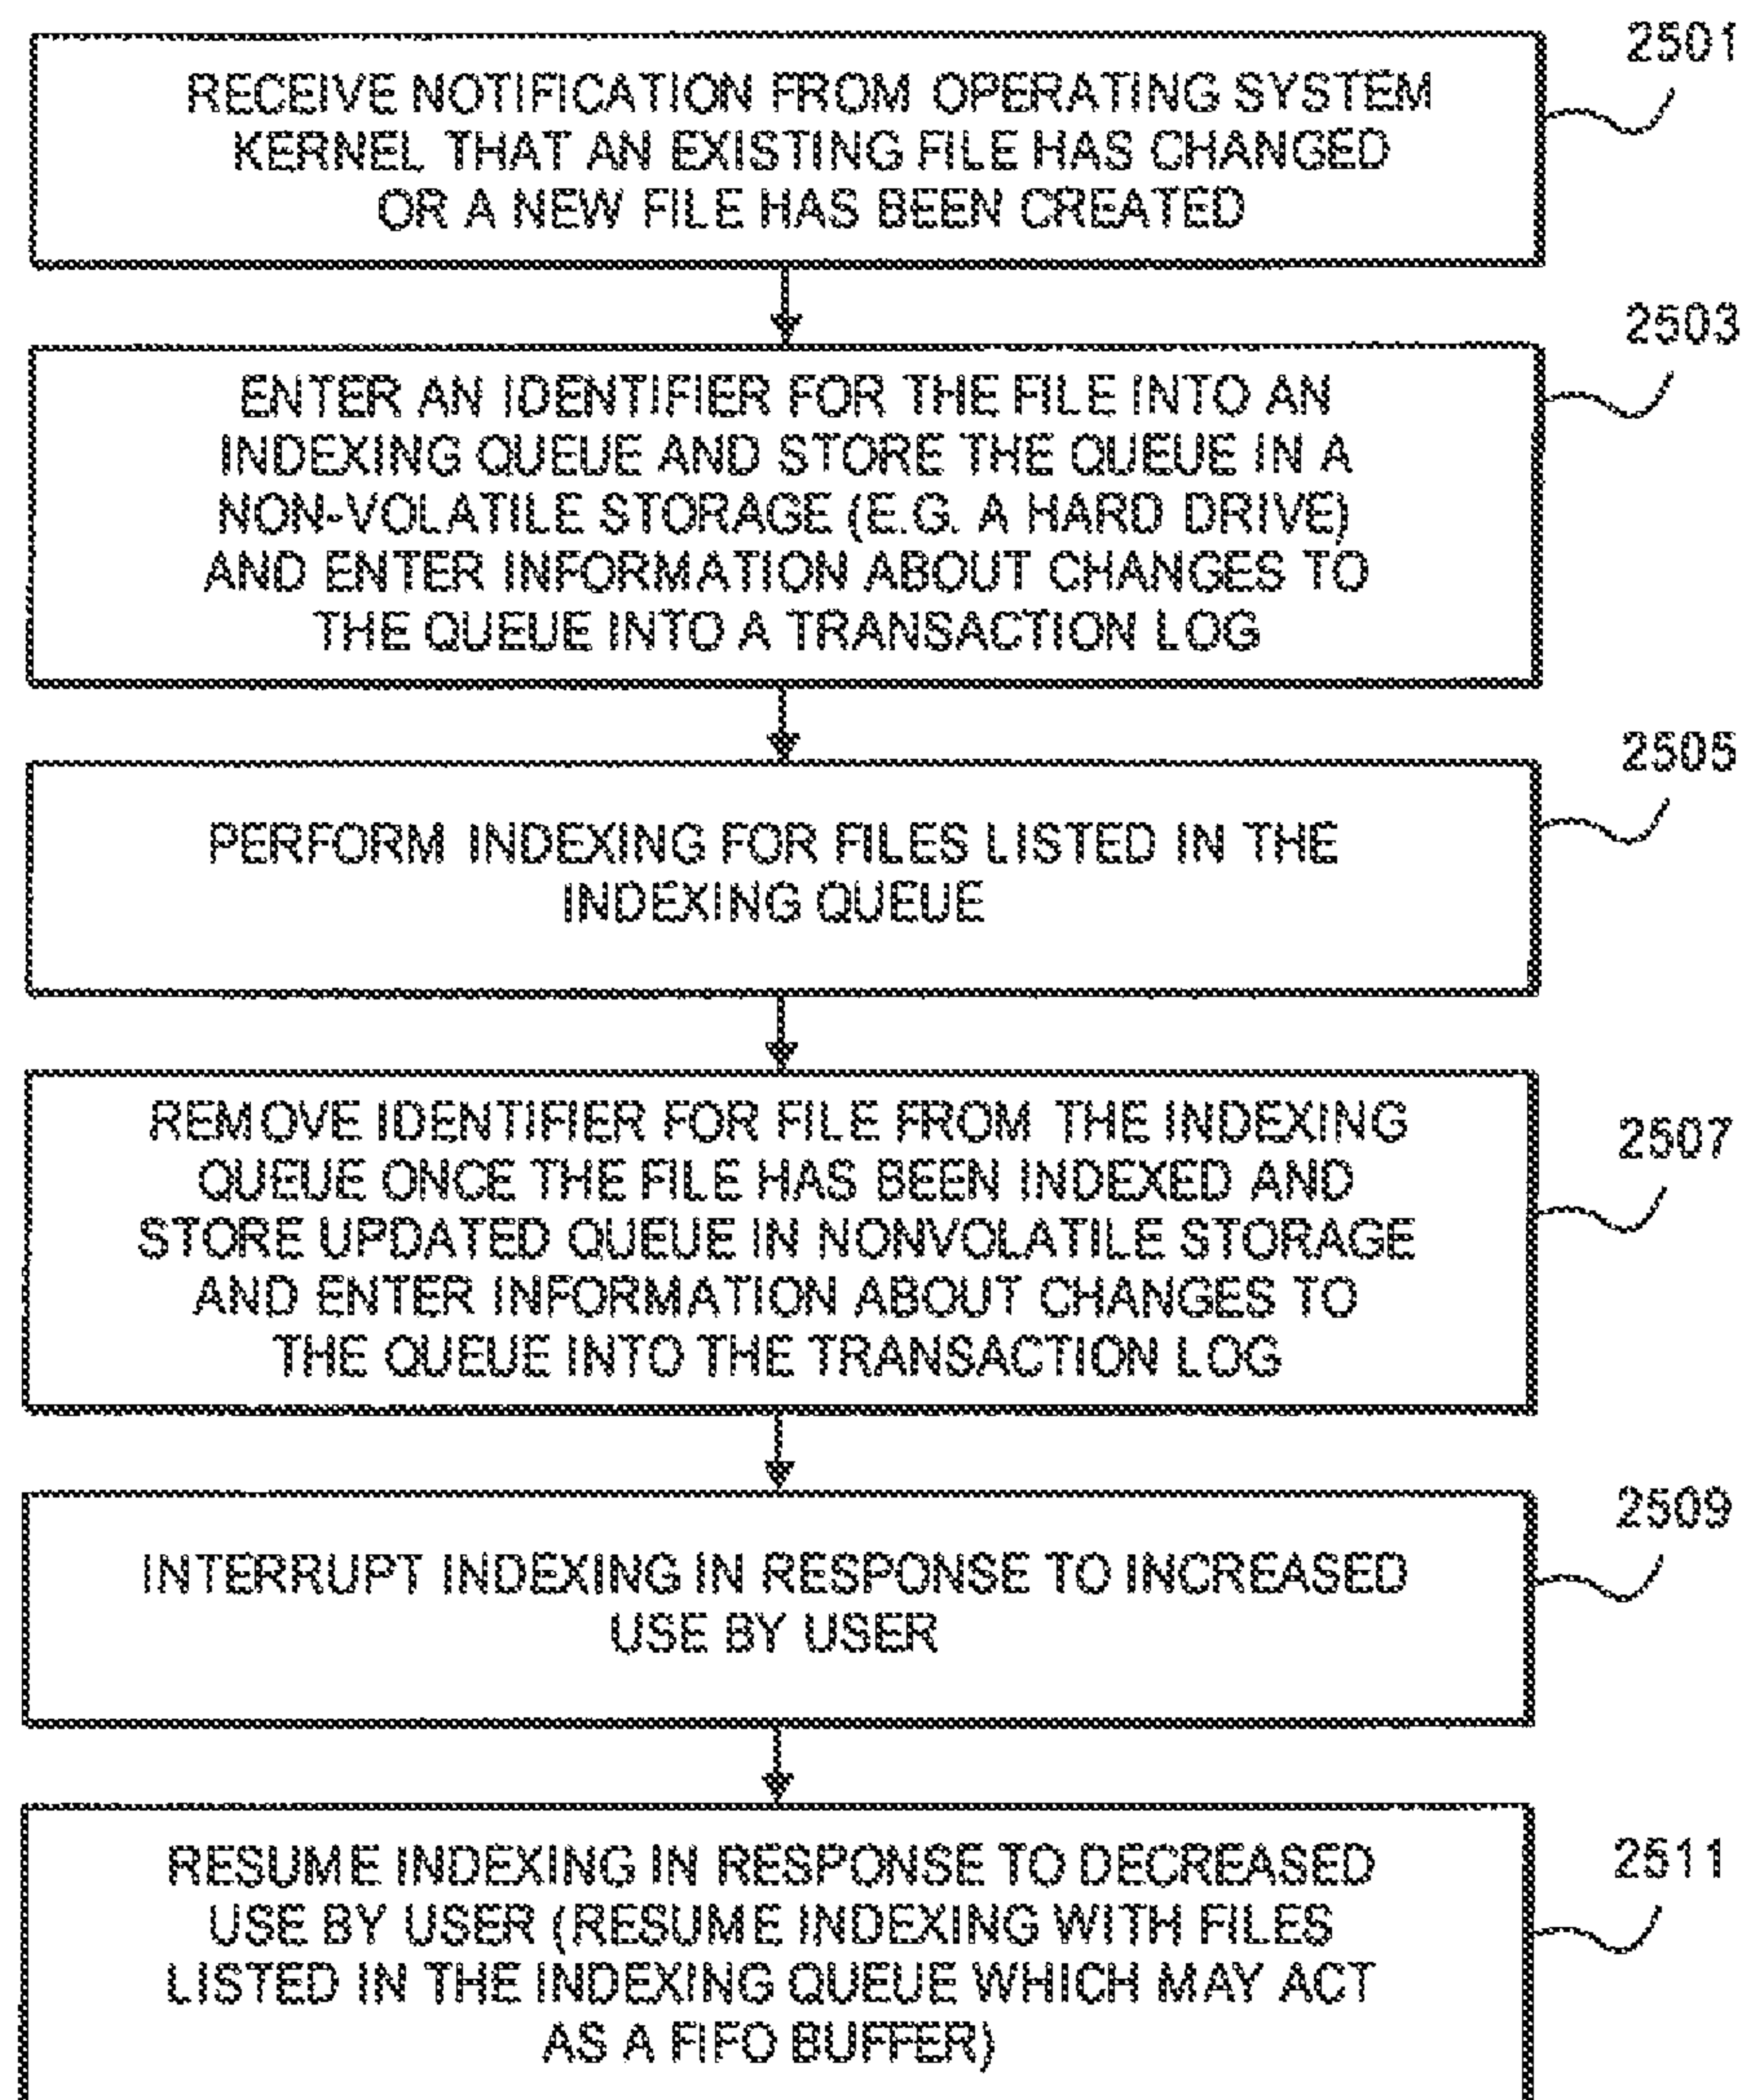 2501
RECEIVE NOTIFICATION FROM OPERATING SYSTEM
KERNEL THAT AN EXISTING FILE HAS CHANGED
OR A NEW FILE HAS BEEN CREATED
2503
ENTER AN IDENTIFIER FOR THE FILE INTO AN
INDEXING QUEUE AND STORE THE QUEUE IN A
NON-VOLATILE STORAGE (E.G. A HARD DRIVE)
AND ENTER INFORMATION ABOUT CHANGES TO
THE QUEUE INTO A TRANSACTION LOG
2505
PERFORM INDEXING FOR FILES LISTED IN THE
INDEXING QUEUE
2507
REMOVE IDENTIFIER FOR FILE FROM THE INDEXING
QUEUE ONCE THE FILE HAS BEEN INDEXED AND
STORE UPDATED QUEUE IN NONVOLATILE STORAGE
AND ENTER INFORMATION ABOUT CHANGES TO
THE QUEUE INTO THE TRANSACTION LOG
2509
INTERRUPT INDEXING IN RESPONSE TO INCREASED
USE BY USER
2511
RESUME INDEXING IN RESPONSE TO DECREASED
USE BY USER (RESUME INDEXING WITH FILES
LISTED IN THE INDEXING QUEUE WHICH MAY ACT
AS A FIFO BUFFER)